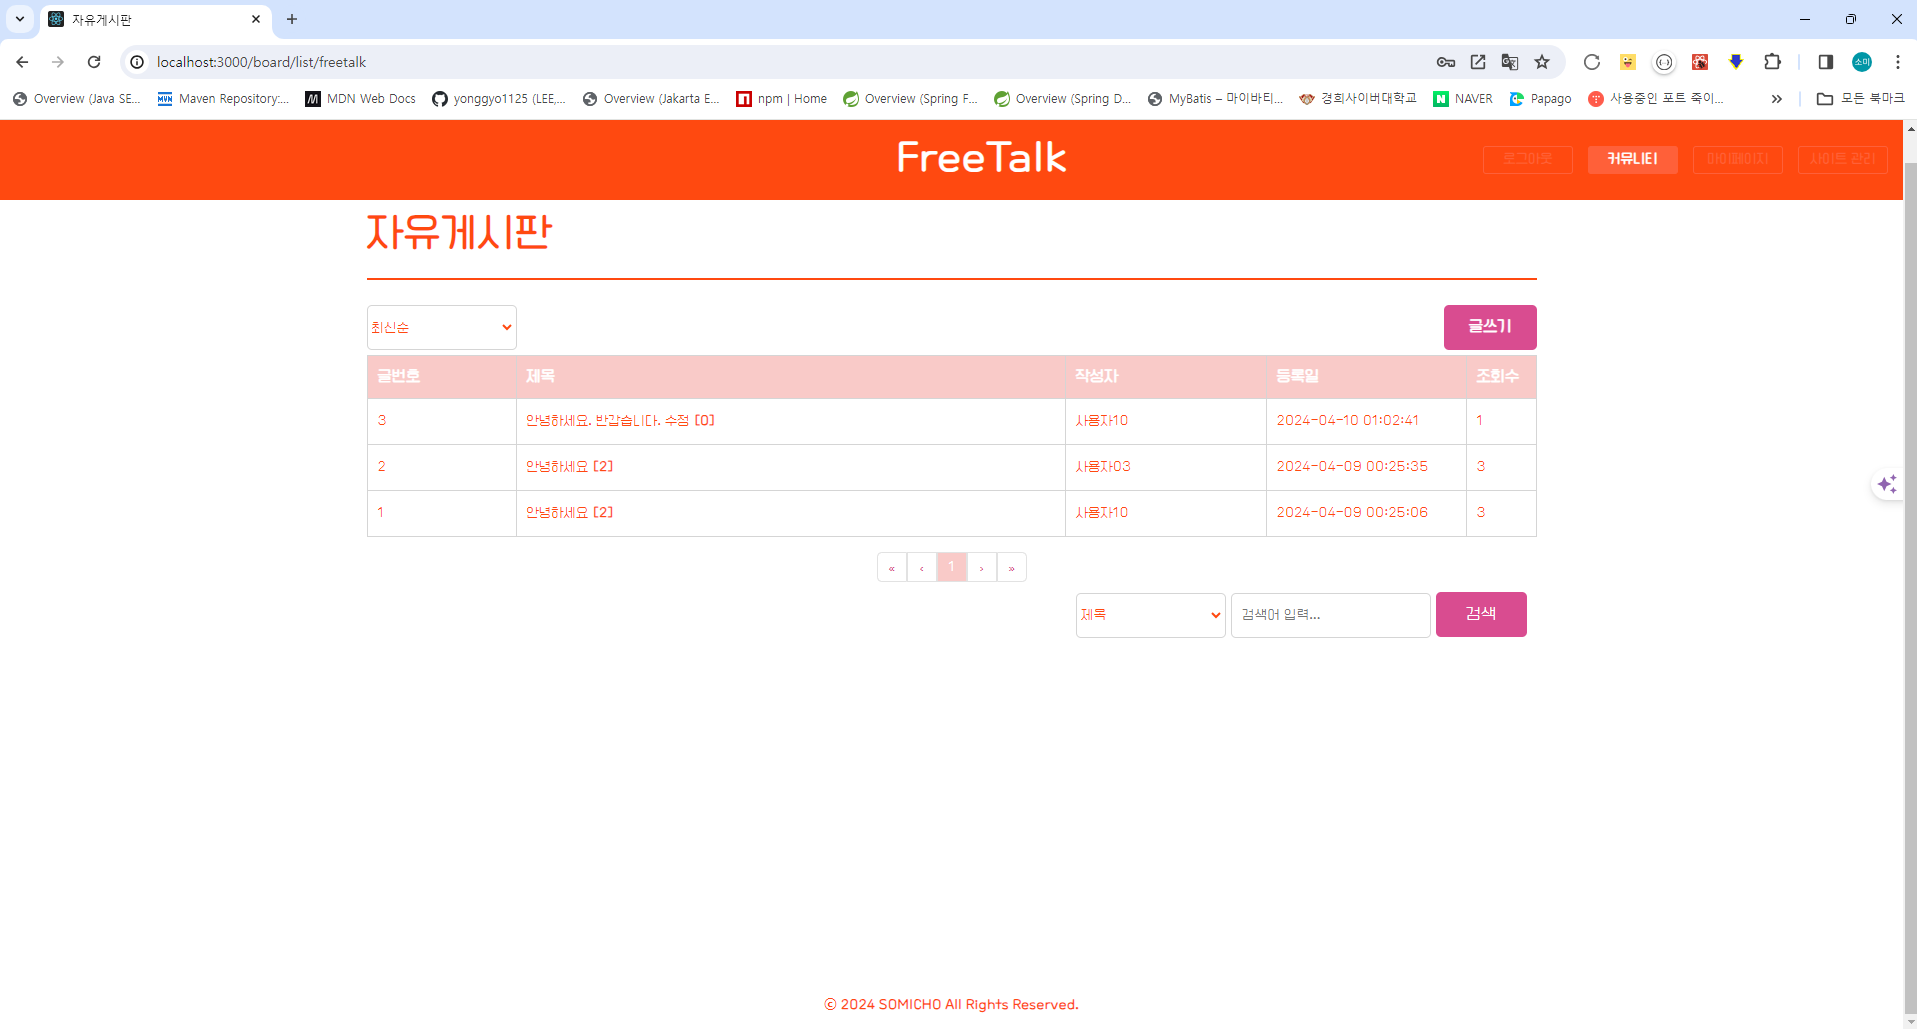 자유게시판
localhost:3000/board/list/freetalk
소미
Overview (Java SE... Maven Repository:... MDN Web Docs yonggyo1125 (LEE,... Overview (Jakarta E... npm | Home Overview (Spring F... Overview (Spring D... MyBatis – 마이바티... 경희사이버대학교 NAVER Papago 사용중인 포트 죽이... » 모든 북마크
FreeTalk 로그아웃 커뮤니티 마이페이지 사이트 관리
자유게시판
최신순 글쓰기
글번호 제목 작성자 등록일 조회수
3 안녕하세요. 반갑습니다. 수정 [0] 사용자10 2024-04-10 01:02:41 1
2 안녕하세요 [2] 사용자03 2024-04-09 00:25:35 3
1 안녕하세요 [2] 사용자10 2024-04-09 00:25:06 3
« ‹ 1 › »
제목 검색어 입력... 검색
© 2024 SOMICHO All Rights Reserved.